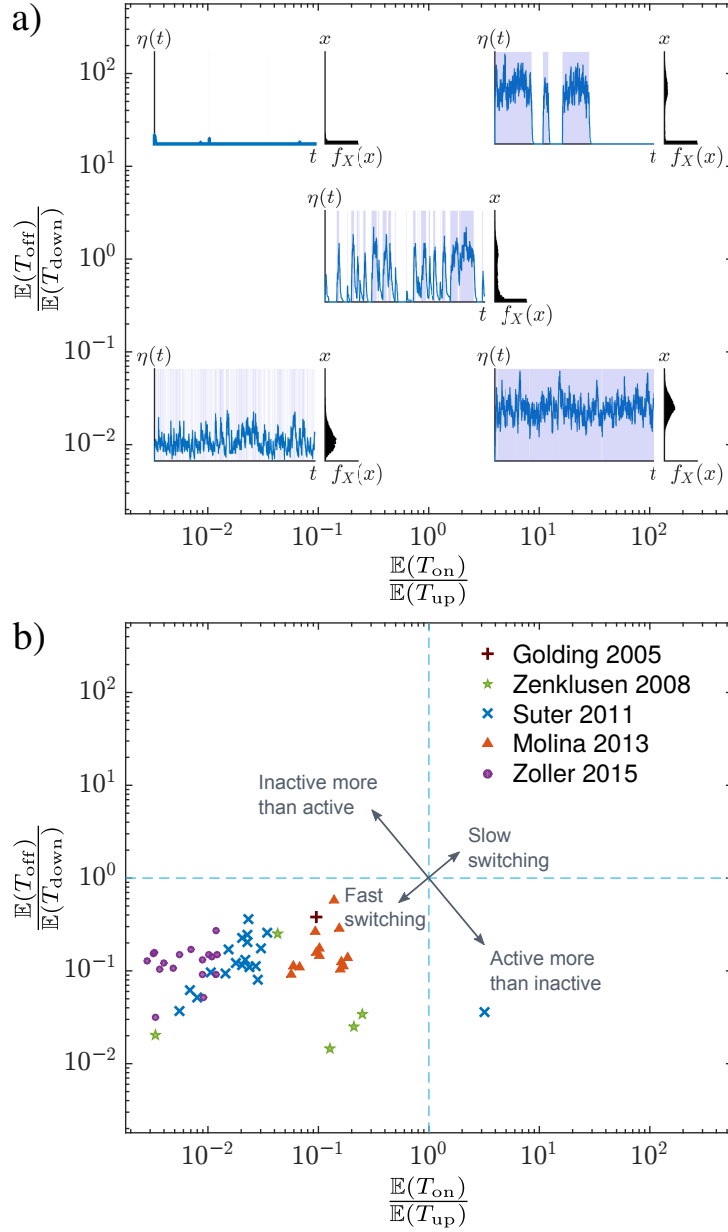 a)
η(t)
x
t
f_X(x)
η(t)
x
t
f_X(x)
η(t)
x
t
f_X(x)
η(t)
x
t
f_X(x)
η(t)
x
t
f_X(x)
10^2
10^1
10^0
10^−1
10^−2
𝔼(T_off)
𝔼(T_down)
10^−2
10^−1
10^0
10^1
10^2
𝔼(T_on)
𝔼(T_up)
b)
Golding 2005
Zenklusen 2008
Suter 2011
Molina 2013
Zoller 2015
Inactive more
than active
Slow
switching
Fast
switching
Active more
than inactive
10^2
10^1
10^0
10^−1
10^−2
𝔼(T_off)
𝔼(T_down)
10^−2
10^−1
10^0
10^1
10^2
𝔼(T_on)
𝔼(T_up)